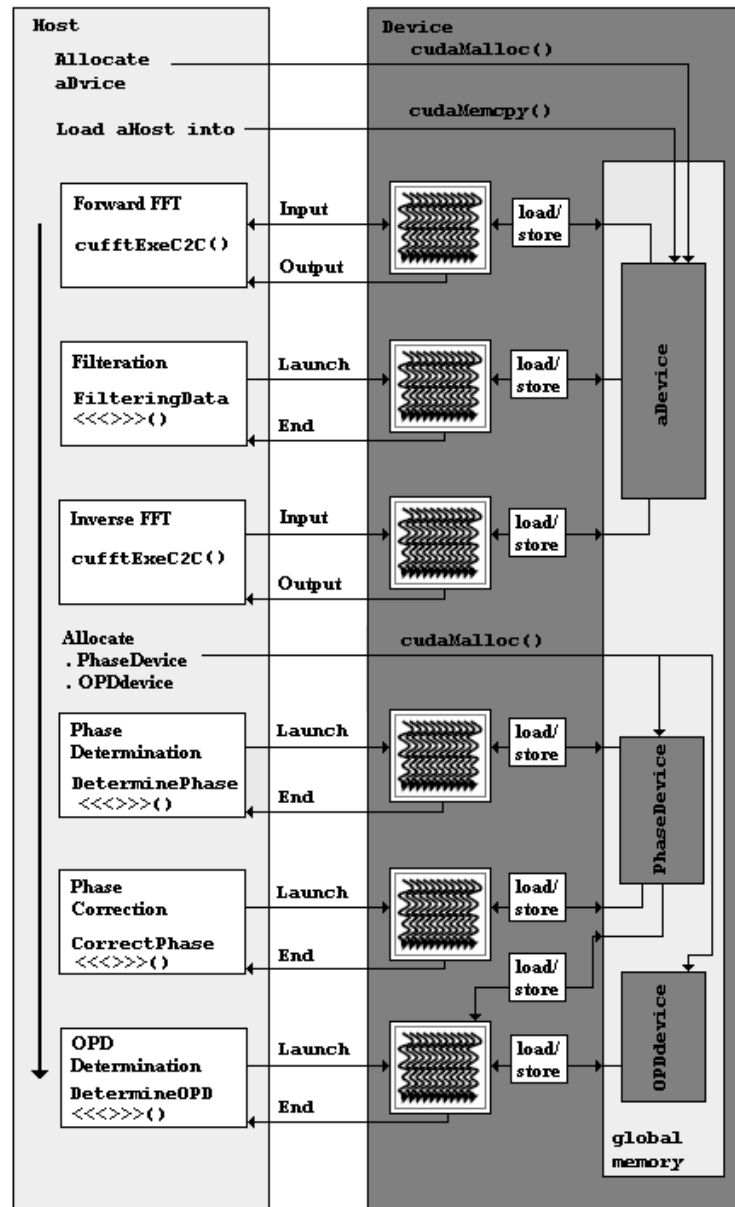 Host
Device
cudaMalloc()
Allocate
aDvice
cudaMemcpy()
Load aHost into
Forward FFT
cufftExeC2C()
Input
Output
load/
store
Filteration
FilteringData
<<<>>>()
Launch
End
load/
store
aDevice
Inverse FFT
cufftExeC2C()
Input
Output
load/
store
Allocate
. PhaseDevice
. OPDdevice
cudaMalloc()
Phase
Determination
DeterminePhase
<<<>>>()
Launch
End
load/
store
PhaseDevice
Phase
Correction
CorrectPhase
<<<>>>()
Launch
End
load/
store
load/
store
OPD
Determination
DetermineOPD
<<<>>>()
Launch
End
load/
store
OPDdevice
global
memory